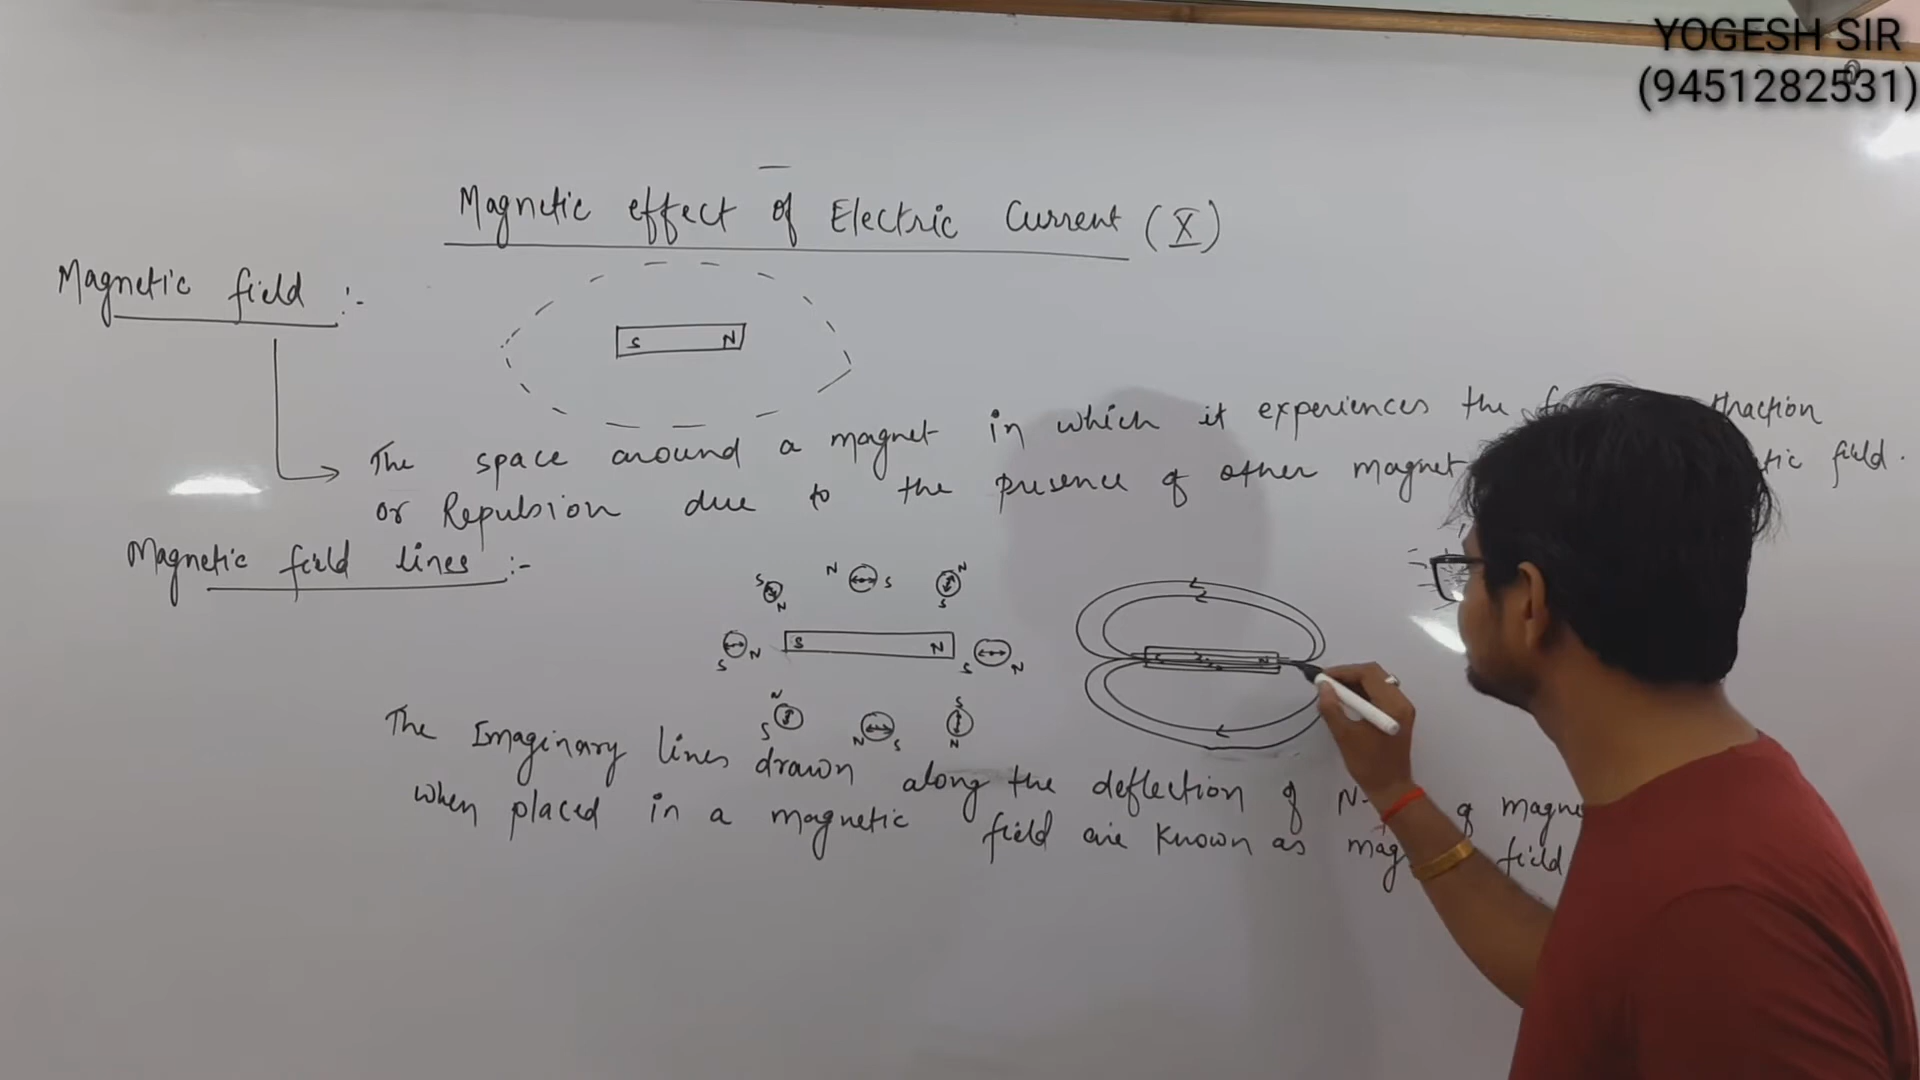 YOGESH SIR
(9451282531)
Magnetic effect of Electric Current (X)
Magnetic field :-
S N
The space around a magnet in which it experiences the
or Repulsion due to the presence of other magnet field.
Magnetic field lines :-
S N
N S
N S
S N
S N
S N
S N
N S
N S
S N
N
The Imaginary lines drawn along the deflection of N-
when placed in a magnetic field are known as field